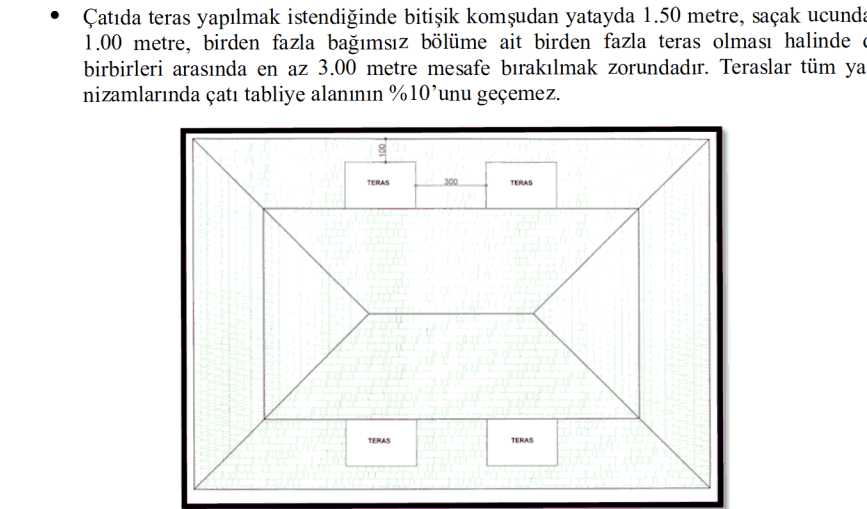 • Çatıda teras yapılmak istendiğinde bitişik komşudan yatayda 1.50 metre, saçak
1.00 metre, birden fazla bağımsız bölüme ait birden fazla teras olması halinde
birbirleri arasında en az 3.00 metre mesafe bırakılmak zorundadır. Teraslar tüm
nizamlarında çatı tabliye alanının %10’unu geçemez.
100
TERAS 300 TERAS
TERAS TERAS